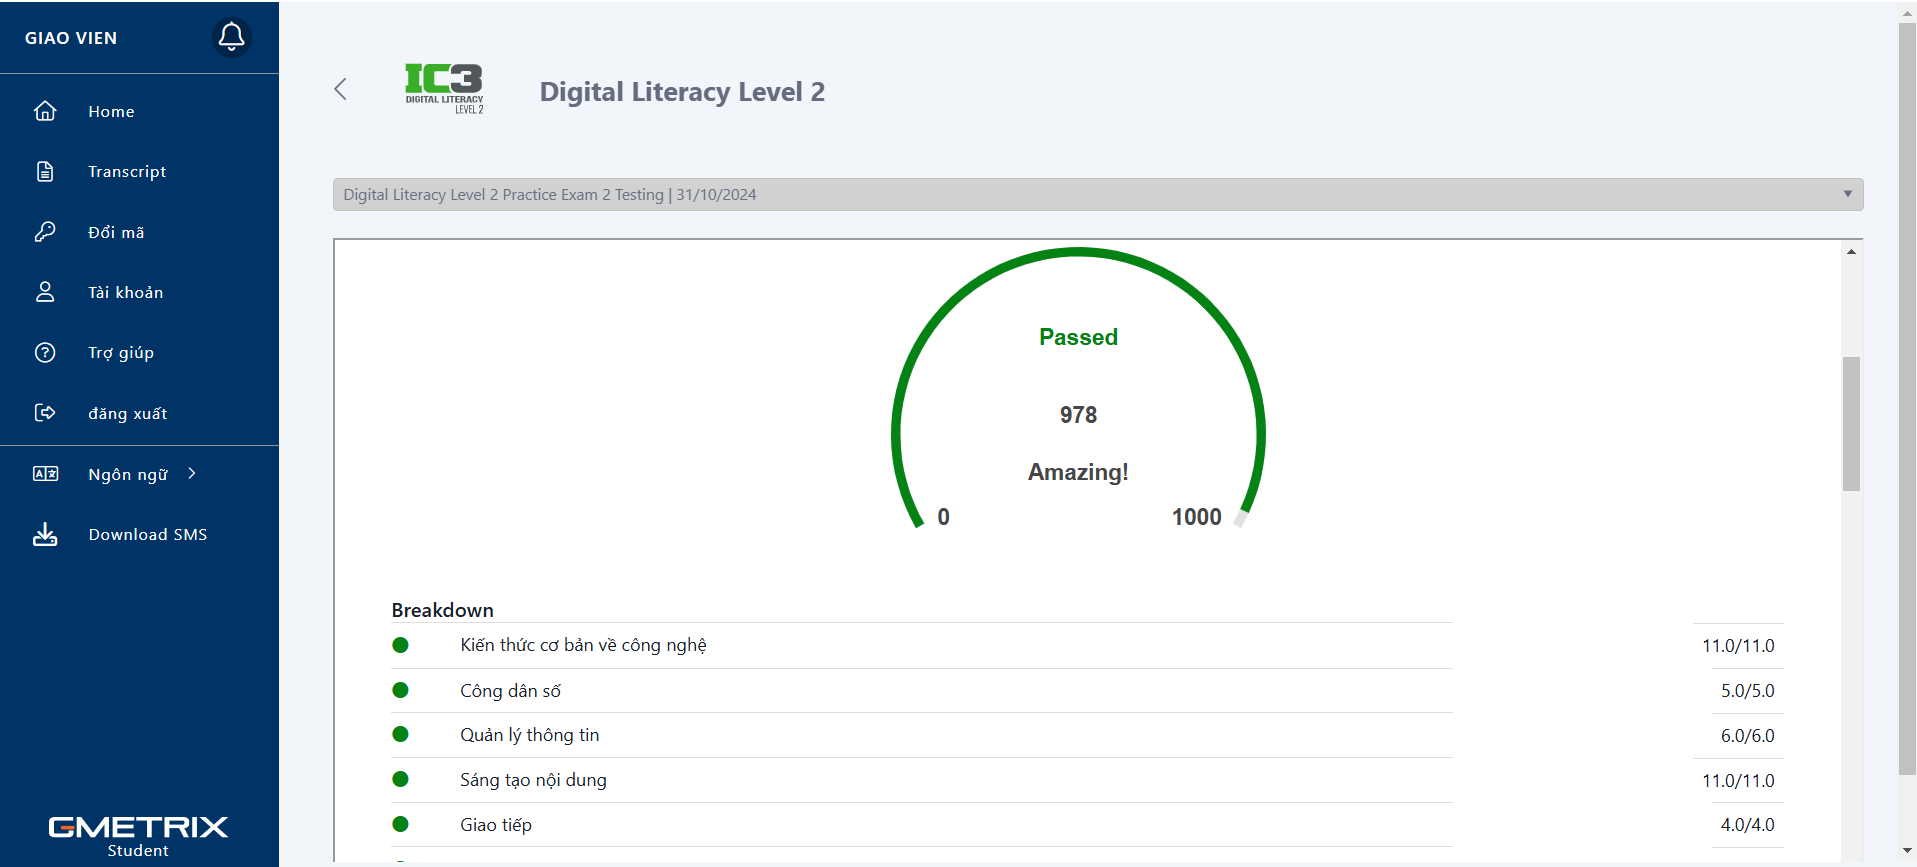 GIAO VIEN
Home
Transcript
Đổi mã
Tài khoản
Trợ giúp
đăng xuất
Ngôn ngữ
Download SMS
GMETRIX
Student
IC3
DIGITAL LITERACY
LEVEL 2
Digital Literacy Level 2
Digital Literacy Level 2 Practice Exam 2 Testing | 31/10/2024
Passed
978
Amazing!
0 1000
Breakdown
Kiến thức cơ bản về công nghệ 11.0/11.0
Công dân số 5.0/5.0
Quản lý thông tin 6.0/6.0
Sáng tạo nội dung 11.0/11.0
Giao tiếp 4.0/4.0